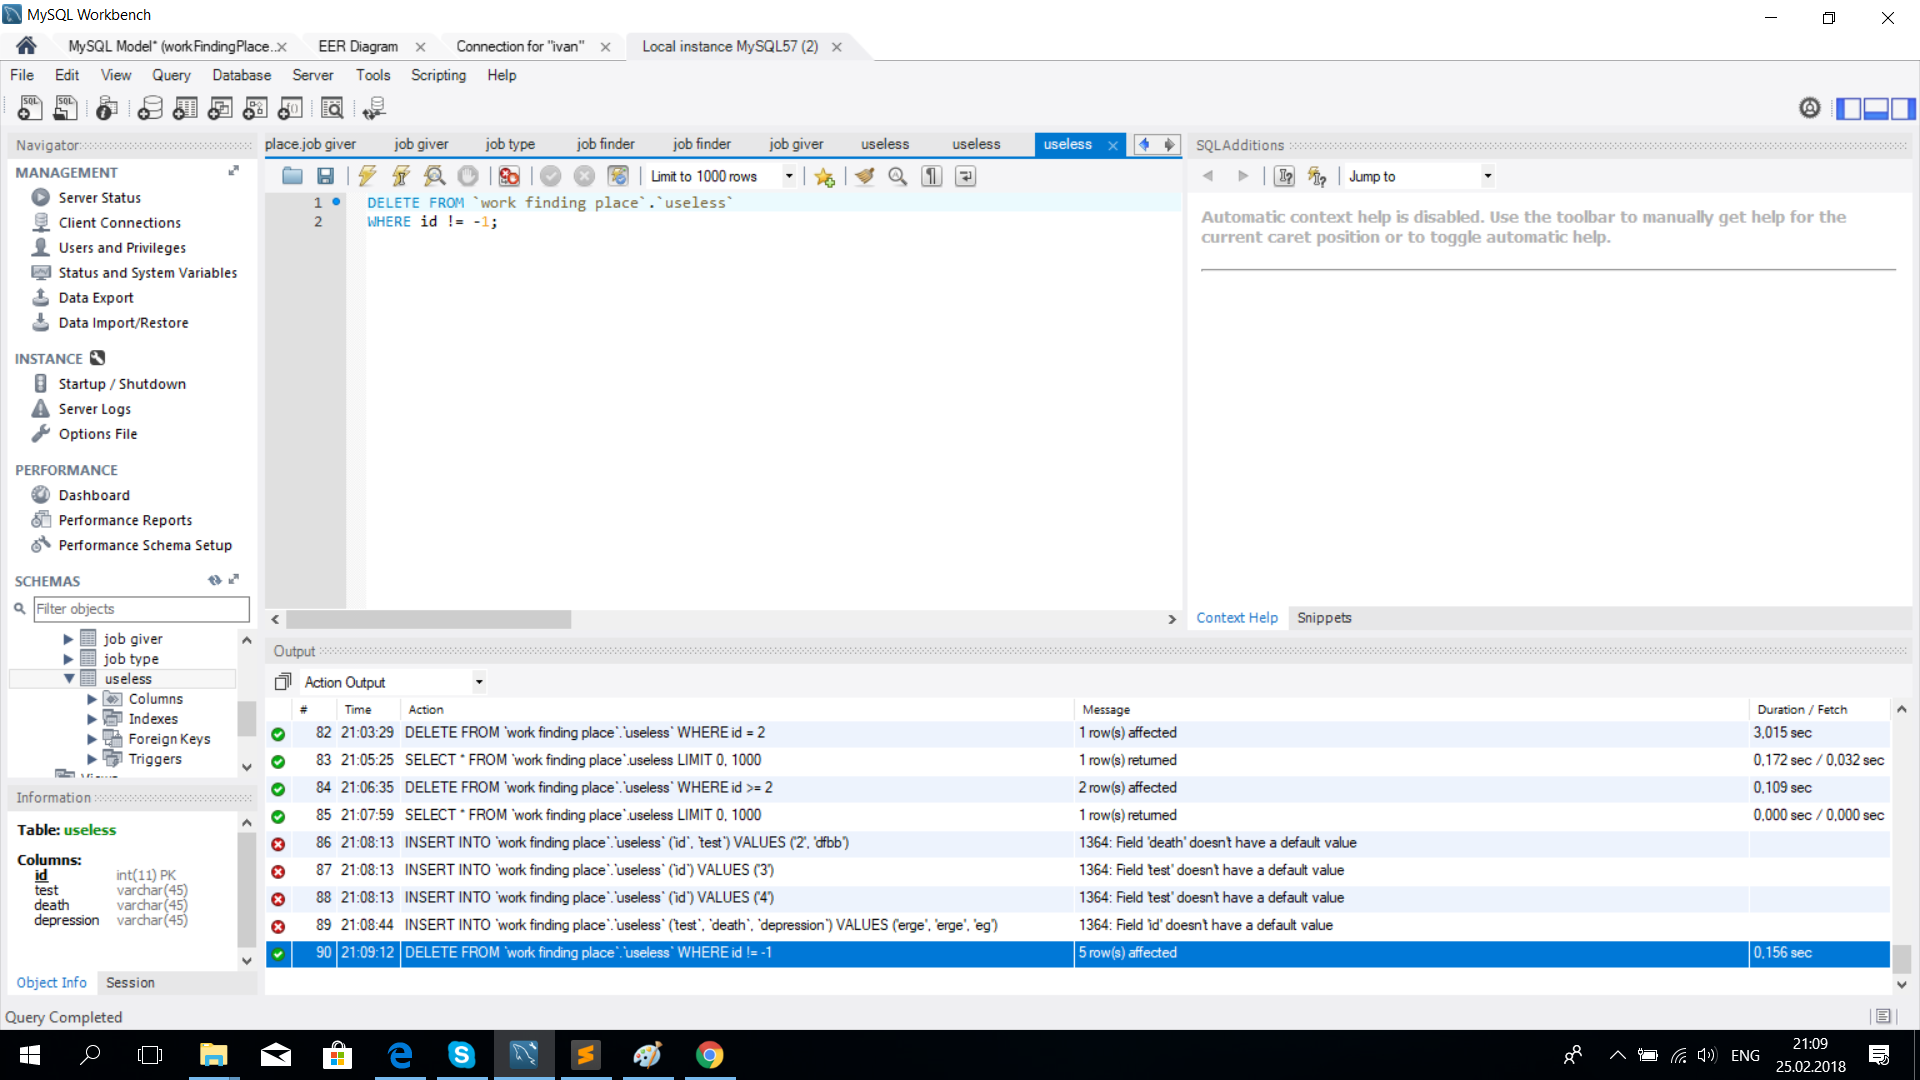 MySQL Workbench
MySQL Model* (workFindingPlace...
EER Diagram
Connection for "ivan"
Local instance MySQL57 (2)
File Edit View Query Database Server Tools Scripting Help
Navigator
MANAGEMENT
Server Status
Client Connections
Users and Privileges
Status and System Variables
Data Export
Data Import/Restore
INSTANCE
Startup / Shutdown
Server Logs
Options File
PERFORMANCE
Dashboard
Performance Reports
Performance Schema Setup
SCHEMAS
Filter objects
job giver
job type
useless
Columns
Indexes
Foreign Keys
Triggers
Views
Information
Table: useless
Columns:
id int(11) PK
test varchar(45)
death varchar(45)
depression varchar(45)
Object Info Session
Query Completed
place.job giver job giver job type job finder job finder job giver useless useless useless
Limit to 1000 rows
1 DELETE FROM `work finding place`.`useless`
2 WHERE id != -1;
SQLAdditions
Jump to
Automatic context help is disabled. Use the toolbar to manually get help for the
current caret position or to toggle automatic help.
Context Help Snippets
Output
Action Output
# Time Action Message Duration / Fetch
82 21:03:29 DELETE FROM `work finding place`.`useless` WHERE id = 2 1 row(s) affected 3,015 sec
83 21:05:25 SELECT * FROM `work finding place`.useless LIMIT 0, 1000 1 row(s) returned 0,172 sec / 0,032 sec
84 21:06:35 DELETE FROM `work finding place`.`useless` WHERE id >= 2 2 row(s) affected 0,109 sec
85 21:07:59 SELECT * FROM `work finding place`.useless LIMIT 0, 1000 1 row(s) returned 0,000 sec / 0,000 sec
86 21:08:13 INSERT INTO `work finding place`.`useless` (`id`, `test`) VALUES ('2', 'dfbb') 1364: Field 'death' doesn't have a default value
87 21:08:13 INSERT INTO `work finding place`.`useless` (`id`) VALUES ('3') 1364: Field 'test' doesn't have a default value
88 21:08:13 INSERT INTO `work finding place`.`useless` (`id`) VALUES ('4') 1364: Field 'test' doesn't have a default value
89 21:08:44 INSERT INTO `work finding place`.`useless` (`test`, `death`, `depression`) VALUES ('erge', 'erge', 'eg') 1364: Field 'id' doesn't have a default value
90 21:09:12 DELETE FROM `work finding place`.`useless` WHERE id != -1 5 row(s) affected 0,156 sec
ENG
21:09
25.02.2018